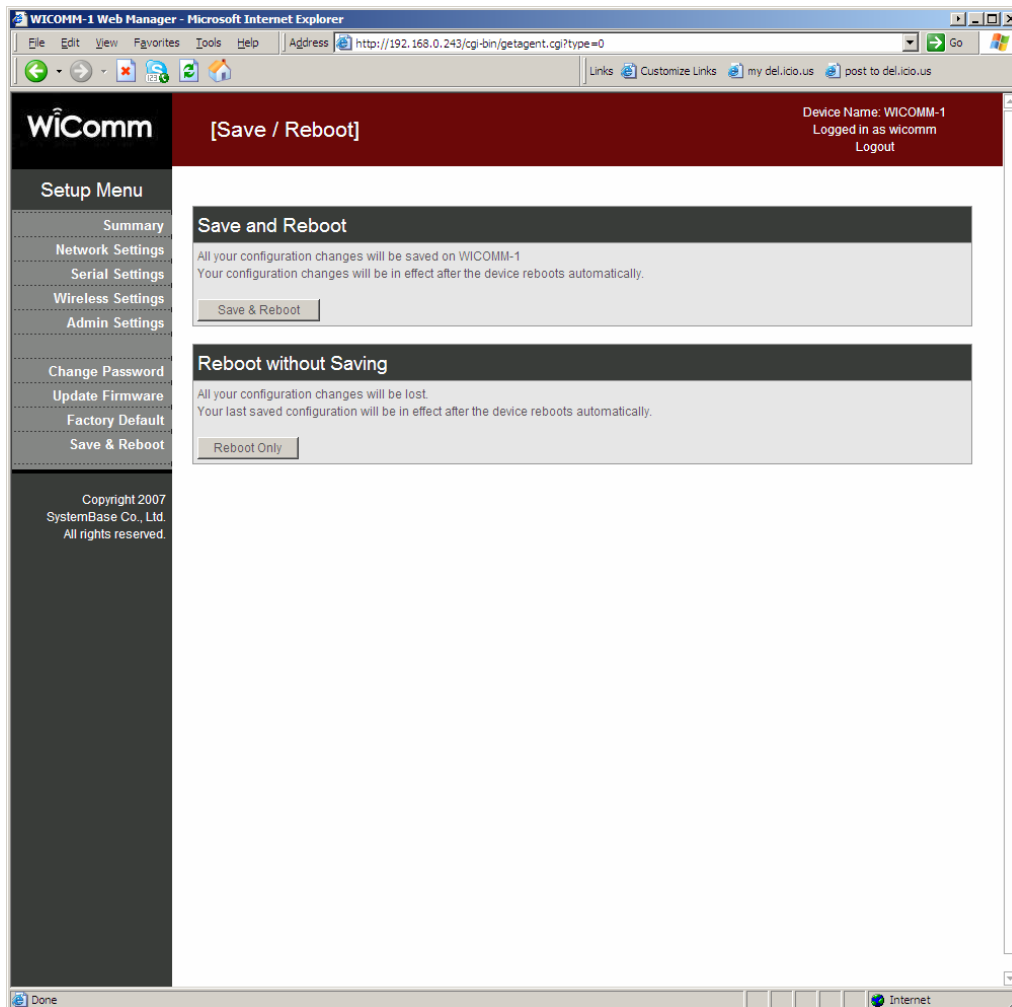 WICOMM-1 Web Manager - Microsoft Internet Explorer
File Edit View Favorites Tools Help Address http://192.168.0.243/cgi-bin/getagent.cgi?type=0 Go
Links Customize Links my del.icio.us post to del.icio.us
WiComm
[Save / Reboot]
Device Name: WICOMM-1
Logged in as wicomm
Logout
Setup Menu
Summary
Network Settings
Serial Settings
Wireless Settings
Admin Settings
Change Password
Update Firmware
Factory Default
Save & Reboot
Copyright 2007
SystemBase Co., Ltd.
All rights reserved.
Save and Reboot
All your configuration changes will be saved on WICOMM-1
Your configuration changes will be in effect after the device reboots automatically.
Save & Reboot
Reboot without Saving
All your configuration changes will be lost.
Your last saved configuration will be in effect after the device reboots automatically.
Reboot Only
Done
Internet